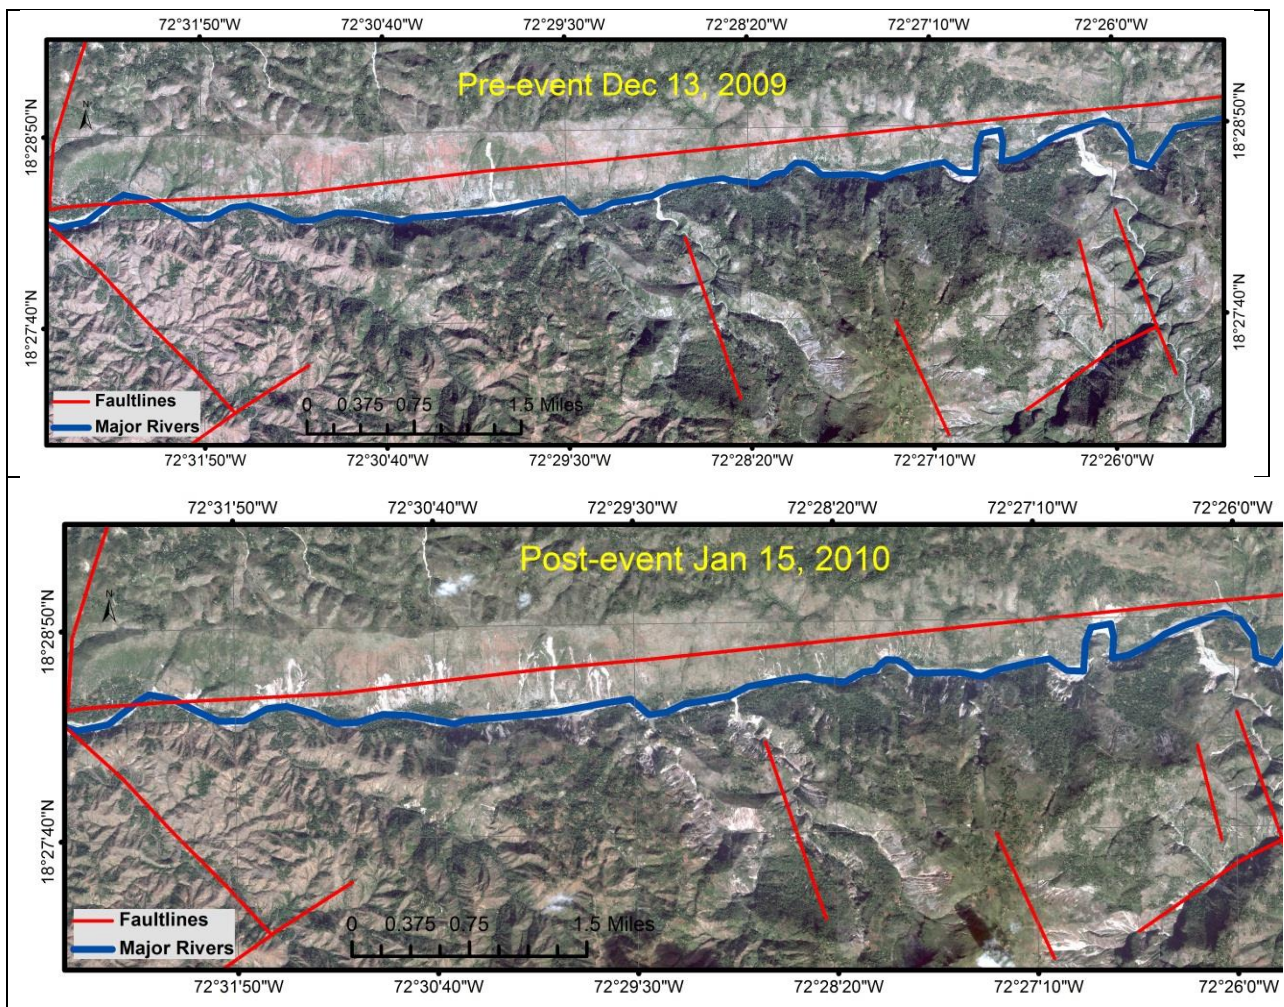 72°31'50"W 72°30'40"W 72°29'30"W 72°28'20"W 72°27'10"W 72°26'0"W
Pre-event Dec 13, 2009
N
18°28'50"N 18°28'50"N
18°27'40"N 18°27'40"N
Faultlines
Major Rivers
0 0.375 0.75 1.5 Miles
72°31'50"W 72°30'40"W 72°29'30"W 72°28'20"W 72°27'10"W 72°26'0"W
72°31'50"W 72°30'40"W 72°29'30"W 72°28'20"W 72°27'10"W 72°26'0"W
Post-event Jan 15, 2010
N
18°28'50"N
18°27'40"N
Faultlines
Major Rivers
0 0.375 0.75 1.5 Miles
72°31'50"W 72°30'40"W 72°29'30"W 72°28'20"W 72°27'10"W 72°26'0"W